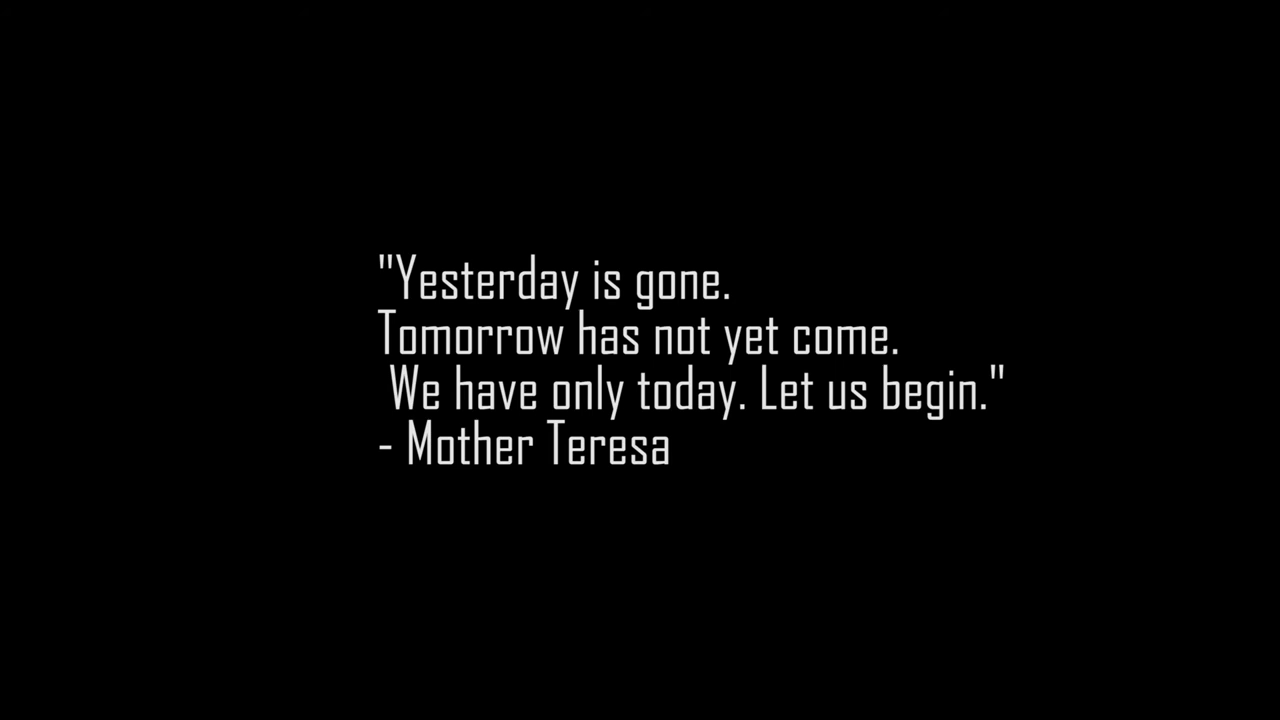 "Yesterday is gone.
Tomorrow has not yet come.
We have only today. Let us begin."
- Mother Teresa